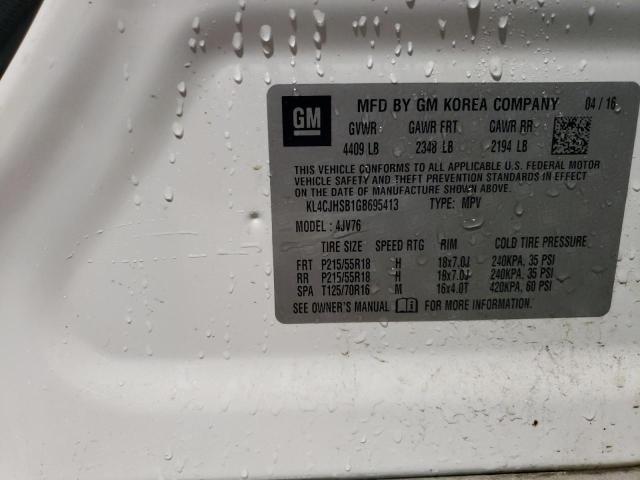 GM
MFD BY GM KOREA COMPANY 04 / 16
GVWR GAWR FRT GAWR RR
4409 LB 2348 LB 2194 LB
THIS VEHICLE CONFORMS TO ALL APPLICABLE U.S. FEDERAL MOTOR
VEHICLE SAFETY AND THEFT PREVENTION STANDARDS IN EFFECT
ON THE DATE OF MANUFACTURE SHOWN ABOVE.
KL4CJHSB1GB695413 TYPE: MPV
MODEL : 4JV76
TIRE SIZE SPEED RTG RIM COLD TIRE PRESSURE
FRT P215/55R18 H 18x7.0J 240KPA, 35 PSI
RR P215/55R18 H 18x7.0J 240KPA, 35 PSI
SPA T125/70R16 M 16x4.0T 420KPA, 60 PSI
SEE OWNER'S MANUAL FOR MORE INFORMATION.